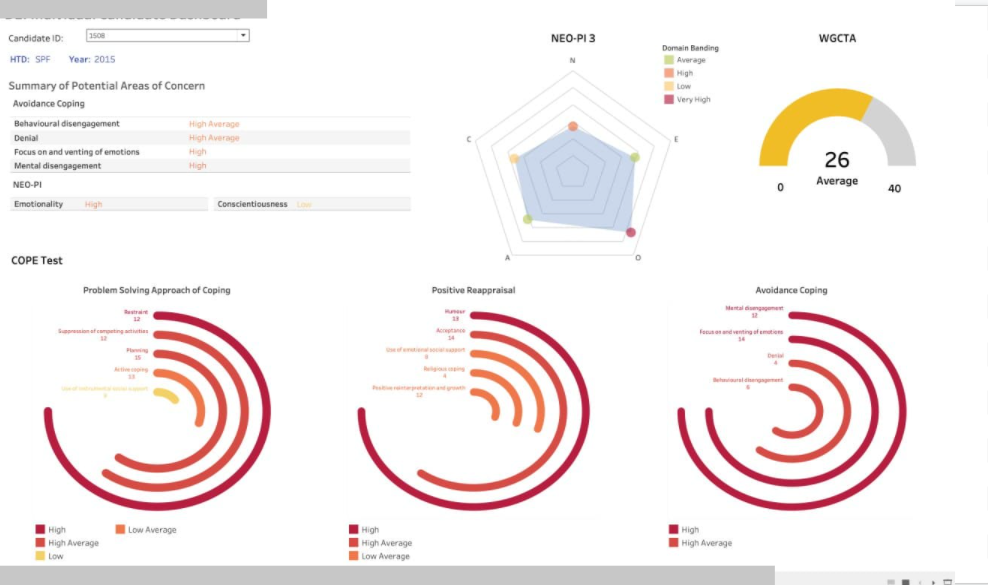 Candidate ID:
1508
HTD: SPF Year: 2015
Summary of Potential Areas of Concern
Avoidance Coping
Behavioural disengagement High Average
Denial High Average
Focus on and venting of emotions High
Mental disengagement High
NEO-PI
Emotionality High Conscientiousness Low
NEO-PI 3
Domain Banding
Average
High
Low
Very High
N
E
O
A
C
WGCTA
26
Average
0
40
COPE Test
Problem Solving Approach of Coping
Restraint
12
Suppression of competing activities
12
Planning
15
Active coping
13
Use of instrumental social support
High
Low Average
High Average
Low
Positive Reappraisal
Humour
13
Acceptance
14
Use of emotional social support
Religious coping
4
Positive reinterpretation and growth
12
High
High Average
Low Average
Avoidance Coping
Mental disengagement
12
Focus on and venting of emotions
14
Denial
Behavioural disengagement
High
High Average